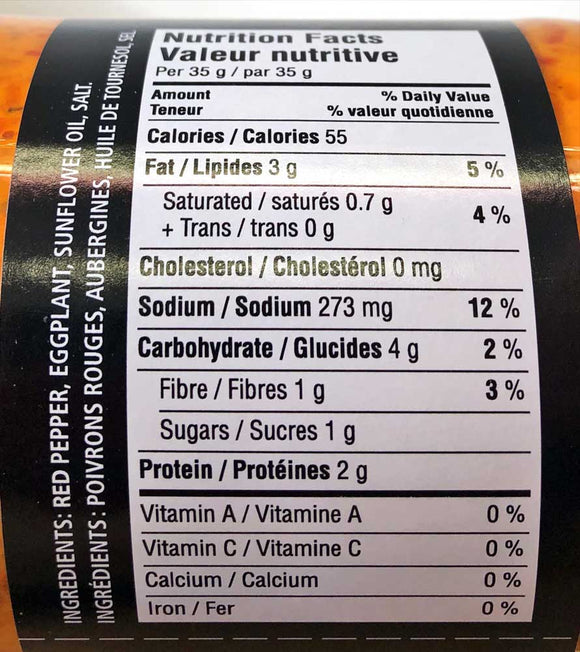 Nutrition Facts
Valeur nutritive
Per 35 g / par 35 g
Amount % Daily Value
Teneur % valeur quotidienne
Calories / Calories 55
Fat / Lipides 3 g 5 %
Saturated / saturés 0.7 g
+ Trans / trans 0 g 4 %
Cholesterol / Cholestérol 0 mg
Sodium / Sodium 273 mg 12 %
Carbohydrate / Glucides 4 g 2 %
Fibre / Fibres 1 g 3 %
Sugars / Sucres 1 g
Protein / Protéines 2 g
Vitamin A / Vitamine A 0 %
Vitamin C / Vitamine C 0 %
Calcium / Calcium 0 %
Iron / Fer 0 %
INGREDIENTS: RED PEPPER, EGGPLANT, SUNFLOWER OIL, SALT.
INGRÉDIENTS : POIVRONS ROUGES, AUBERGINES, HUILE DE TOURNESOL, SEL.